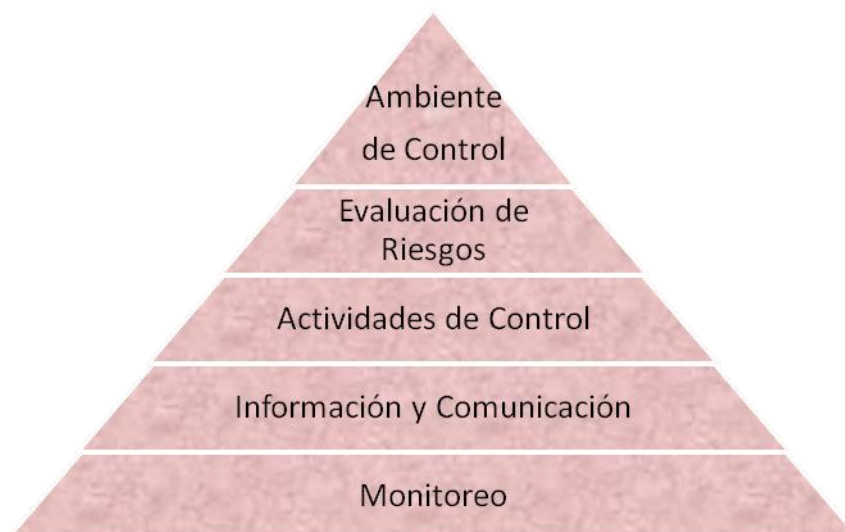 Ambiente
de Control
Evaluación de
Riesgos
Actividades de Control
Información y Comunicación
Monitoreo